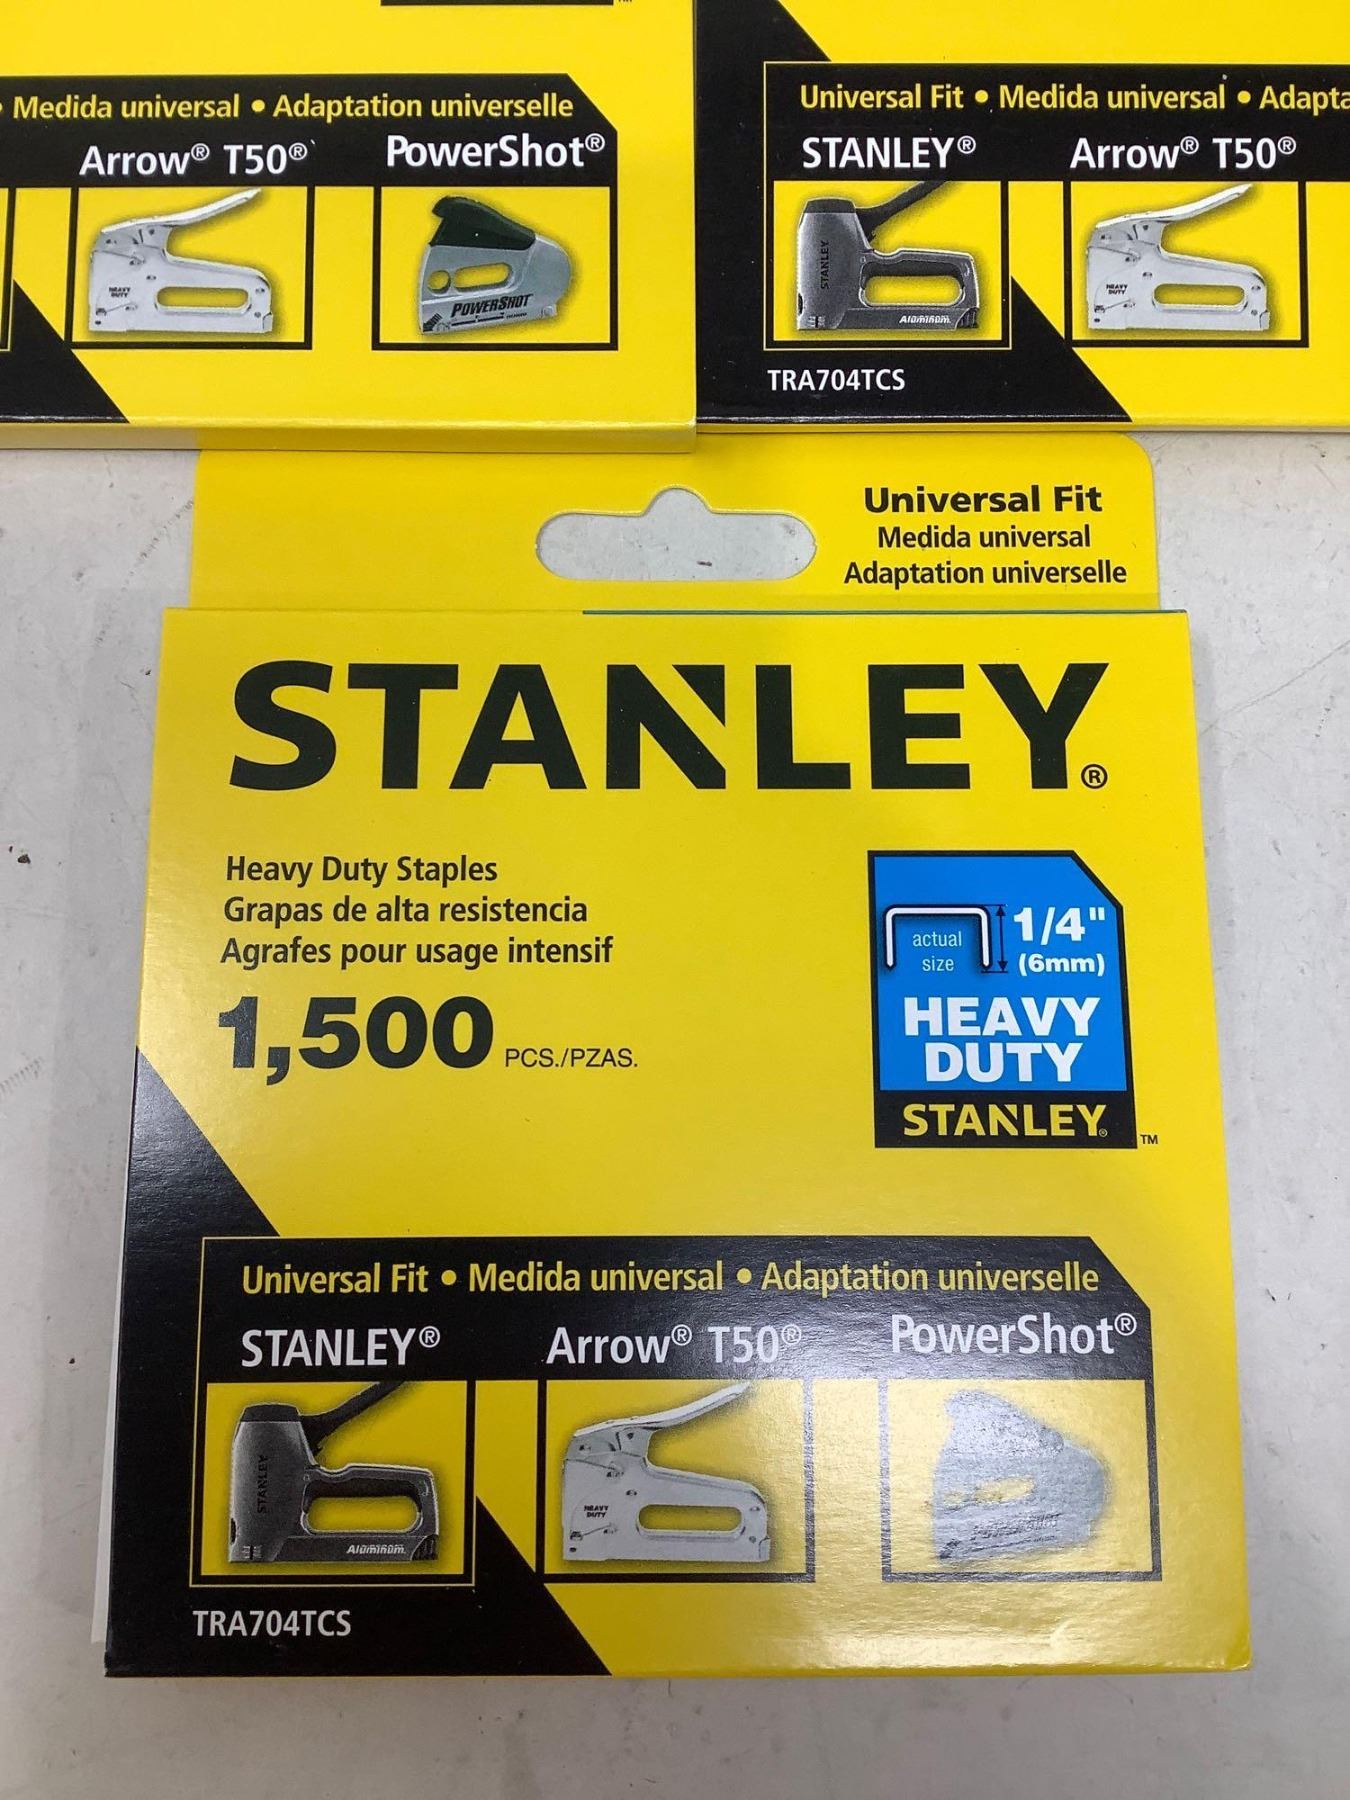 • Medida universal • Adaptation universelle
Arrow® T50®
PowerShot®
HEAVY
DUTY
POWERSHOT
Universal Fit • Medida universal • Adapta
STANLEY®
Arrow® T50®
STANLEY
Aluminum.
HEAVY
DUTY
TRA704TCS
Universal Fit
Medida universal
Adaptation universelle
STANLEY®
Heavy Duty Staples
Grapas de alta resistencia
Agrafes pour usage intensif
1,500 PCS./PZAS.
actual
size
1/4"
(6mm)
HEAVY
DUTY
STANLEY® TM
Universal Fit • Medida universal • Adaptation universelle
STANLEY®
Arrow® T50®
PowerShot®
STANLEY
Aluminum.
HEAVY
DUTY
TRA704TCS